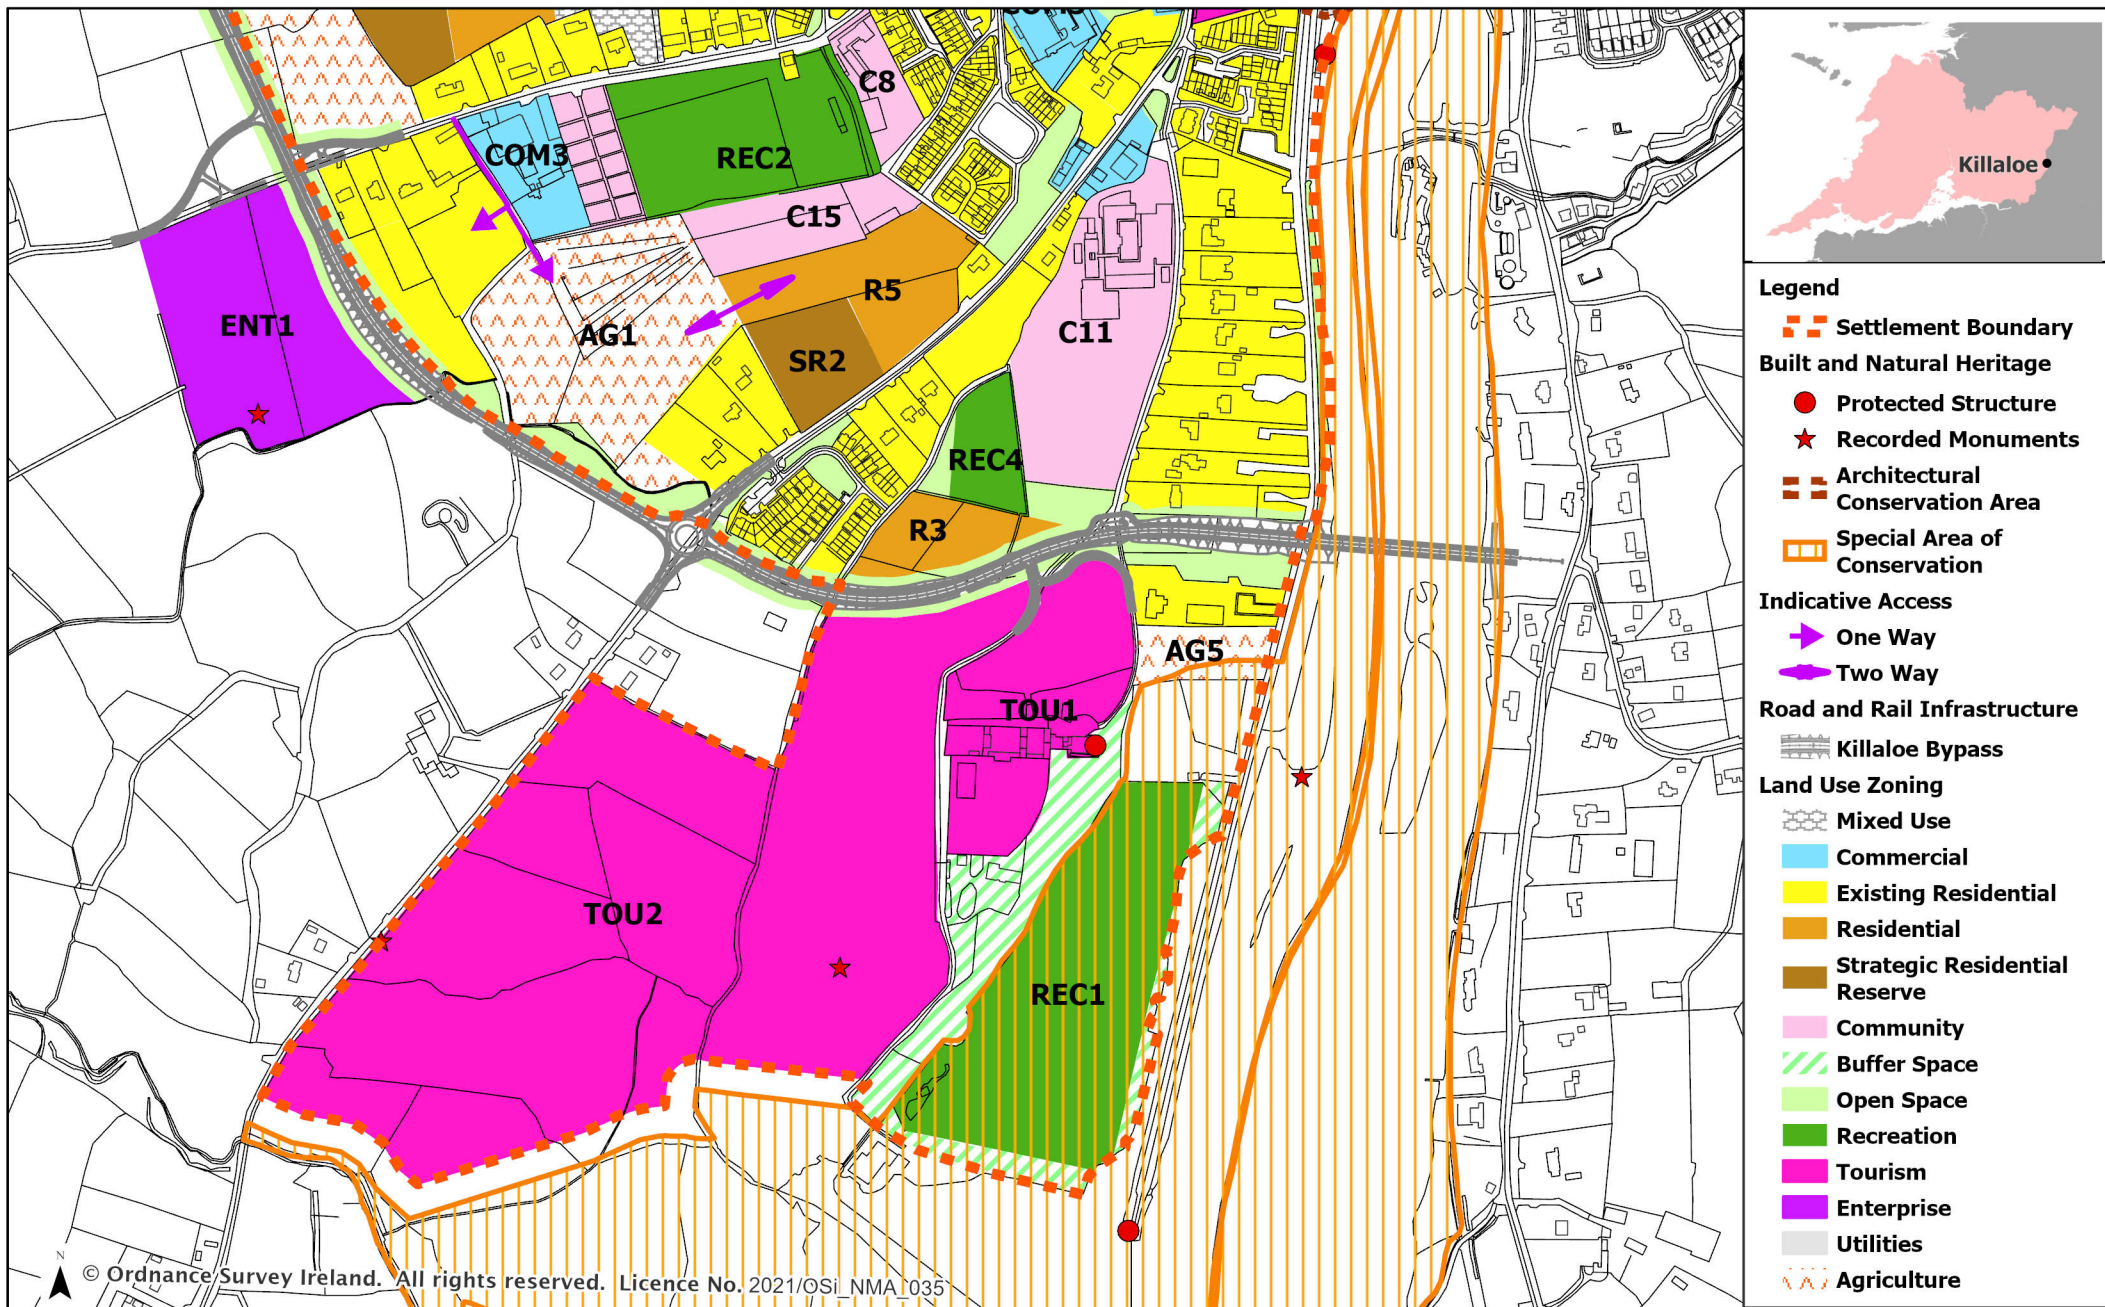 C8
COM3
REC2
C15
ENT1
AG1
R5
SR2
C11
REC4
R3
AG5
TOU1
TOU2
REC1
N
© Ordnance Survey Ireland. All rights reserved. Licence No. 2021/OSi_NMA_035
Killaloe
Legend
Settlement Boundary
Built and Natural Heritage
Protected Structure
Recorded Monuments
Architectural
Conservation Area
Special Area of
Conservation
Indicative Access
One Way
Two Way
Road and Rail Infrastructure
Killaloe Bypass
Land Use Zoning
Mixed Use
Commercial
Existing Residential
Residential
Strategic Residential
Reserve
Community
Buffer Space
Open Space
Recreation
Tourism
Enterprise
Utilities
Agriculture